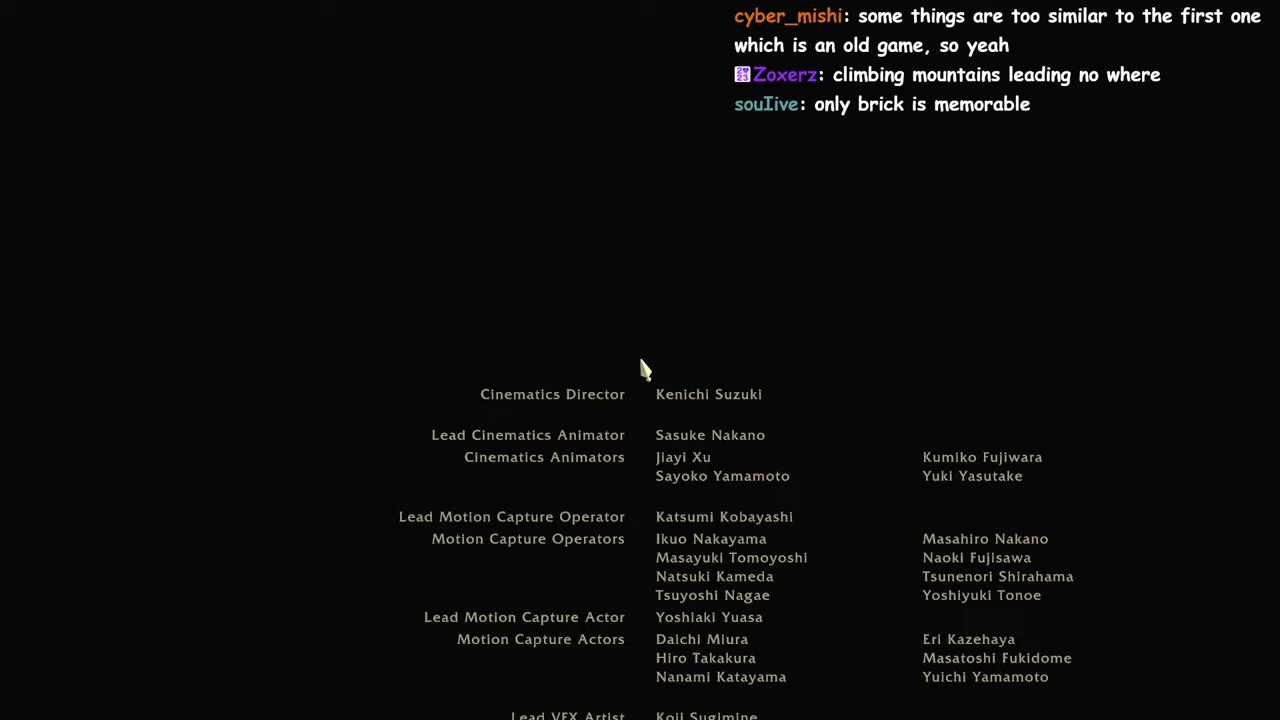 cyber_mishi: some things are too similar to the first one
which is an old game, so yeah
Zoxerz: climbing mountains leading no where
souIive: only brick is memorable
Cinematics Director Kenichi Suzuki
Lead Cinematics Animator Sasuke Nakano
Cinematics Animators Jiayi Xu Kumiko Fujiwara
Sayoko Yamamoto Yuki Yasutake
Lead Motion Capture Operator Katsumi Kobayashi
Motion Capture Operators Ikuo Nakayama Masahiro Nakano
Masayuki Tomoyoshi Naoki Fujisawa
Natsuki Kameda Tsunenori Shirahama
Tsuyoshi Nagae Yoshiyuki Tonoe
Lead Motion Capture Actor Yoshiaki Yuasa
Motion Capture Actors Daichi Miura Eri Kazehaya
Hiro Takakura Masatoshi Fukidome
Nanami Katayama Yuichi Yamamoto
Lead VFX Artist Koji Sugimine